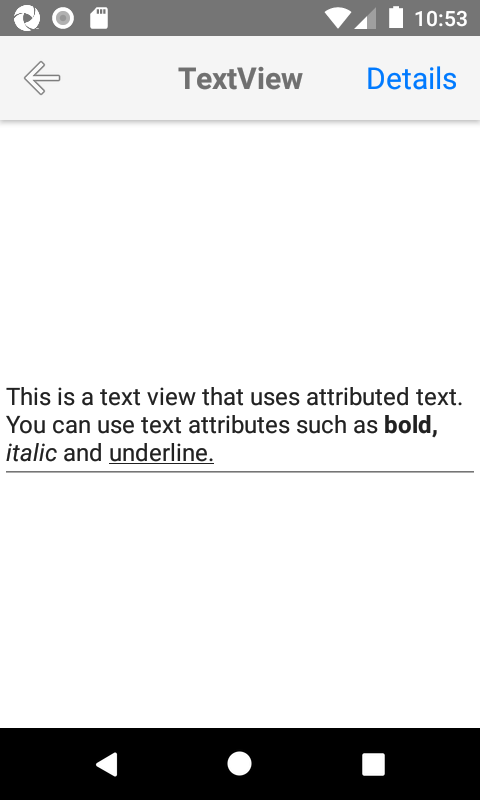 10:53
TextView
Details
This is a text view that uses attributed text.
You can use text attributes such as bold,
italic and underline.